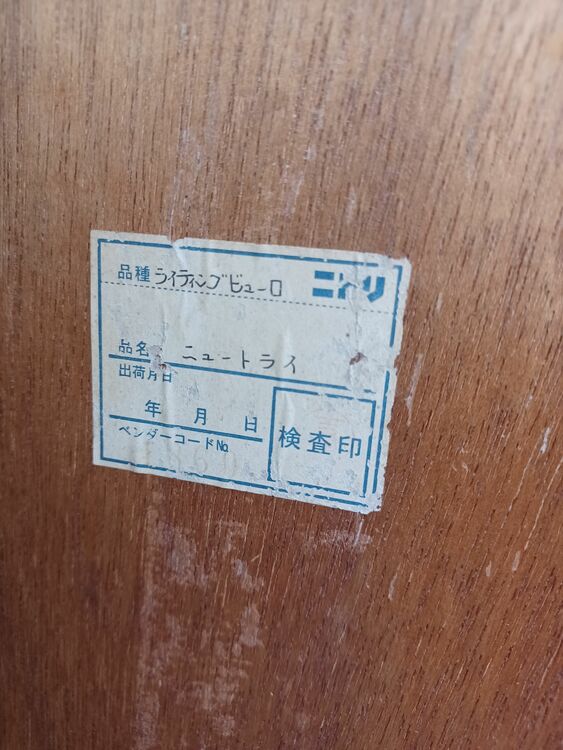 品種 ライティングビューロ ニトリ
品名 ニュートライ
出荷月日
年 月 日
ベンダーコードNo.
検査印